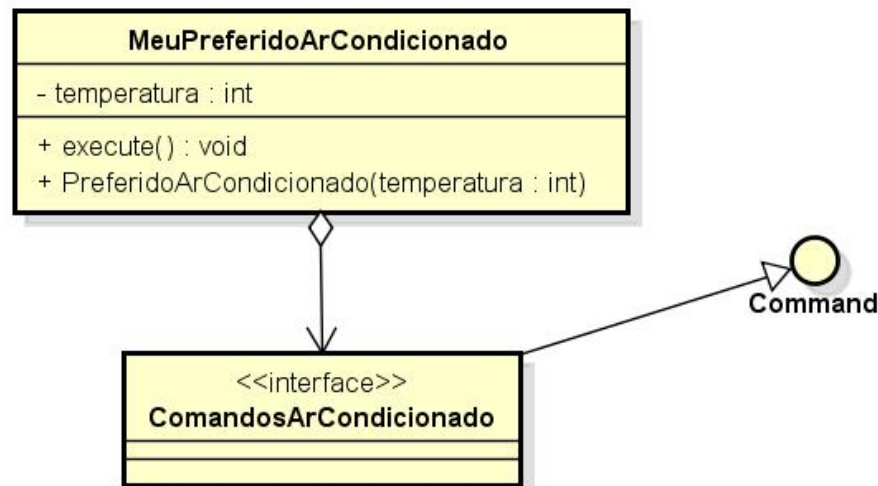 MeuPreferidoArCondicionado
- temperatura : int
+ execute() : void
+ PreferidoArCondicionado(temperatura : int)
Command
<<interface>>
ComandosArCondicionado